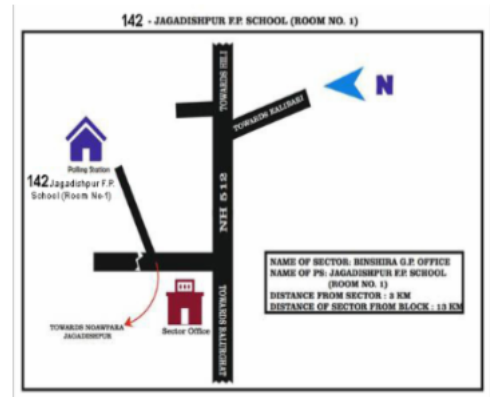 142 - JAGADISHPUR F.P. SCHOOL (ROOM NO. 1)
TOWARDS HILI
N
TOWARDS KALIBARI
Polling Station
142 Jagadishpur F.P.
School (Room No-1)
NH 512
NAME OF SECTOR: BINSHIRA G.P. OFFICE
NAME OF PS: JAGADISHPUR F.P. SCHOOL
(ROOM NO. 1)
DISTANCE FROM SECTOR : 3 KM
DISTANCE OF SECTOR FROM BLOCK : 13 KM
TOWARDS
JAGADISHPUR
Sector Office
TOWARDS BALURGHAT